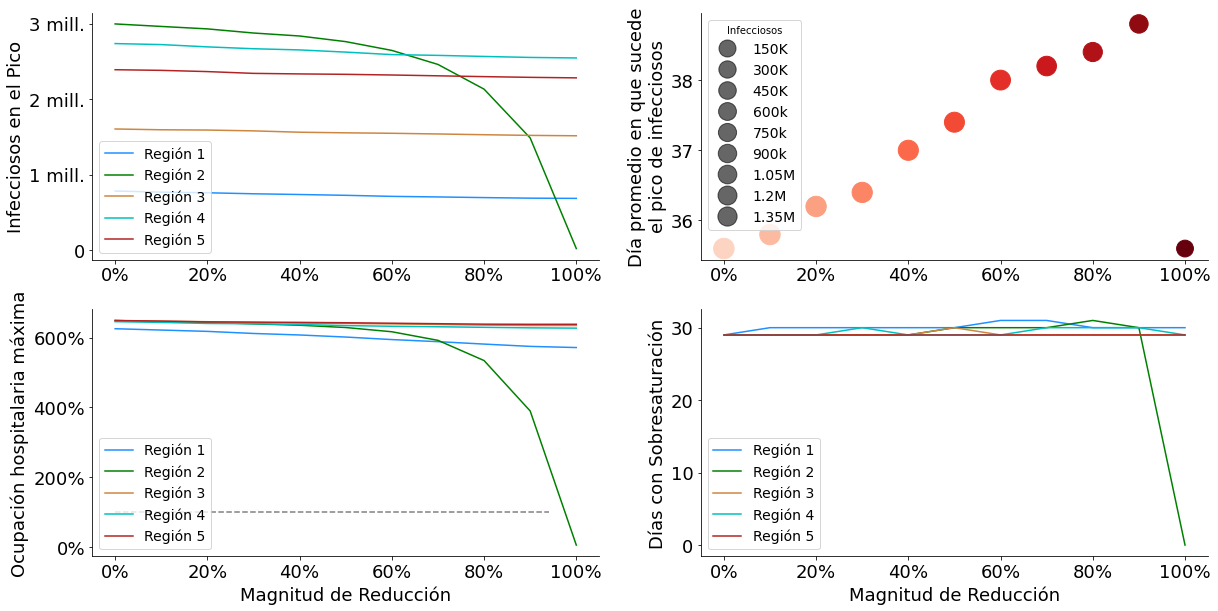 Infecciosos en el Pico
3 mill.
2 mill.
1 mill.
0
Región 1
Región 2
Región 3
Región 4
Región 5
0%
20%
40%
60%
80%
100%
Día promedio en que sucede
el pico de infecciosos
38
37
36
Infecciosos
150K
300K
450K
600k
750k
900k
1.05M
1.2M
1.35M
0%
20%
40%
60%
80%
100%
Ocupación hospitalaria máxima
600%
400%
200%
0%
Región 1
Región 2
Región 3
Región 4
Región 5
0%
20%
40%
60%
80%
100%
Magnitud de Reducción
Días con Sobresaturación
30
20
10
0
Región 1
Región 2
Región 3
Región 4
Región 5
0%
20%
40%
60%
80%
100%
Magnitud de Reducción